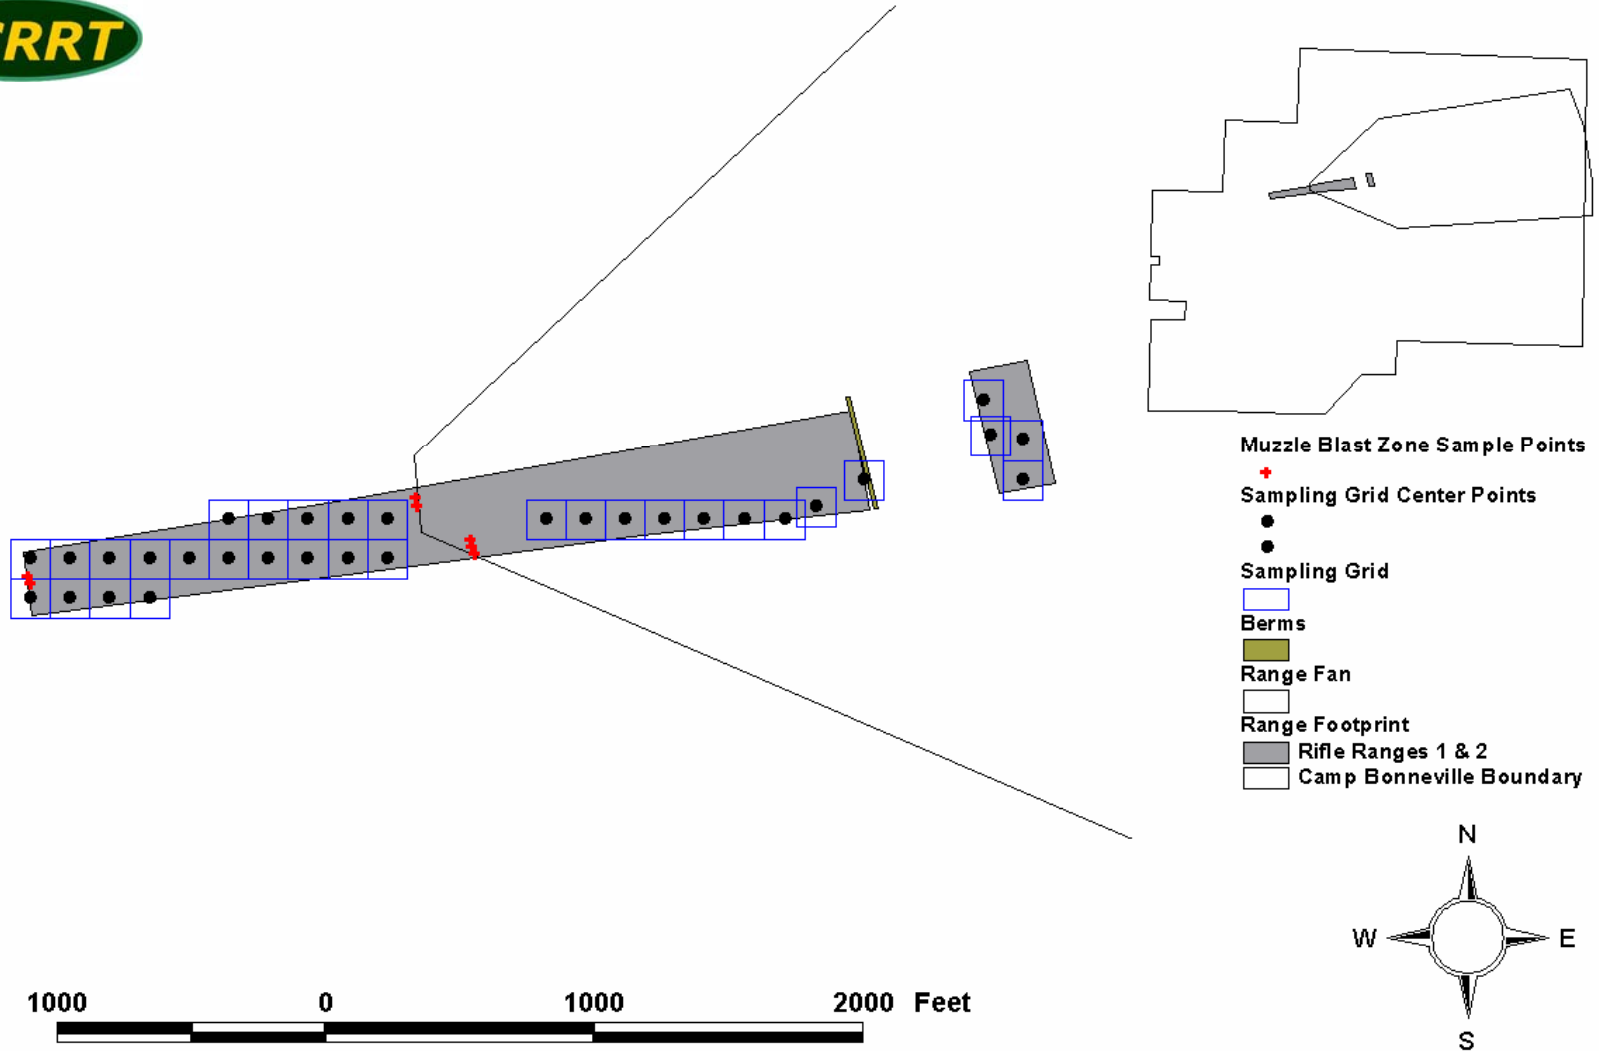 RRT
Muzzle Blast Zone Sample Points
Sampling Grid Center Points
Sampling Grid
Berms
Range Fan
Range Footprint
Rifle Ranges 1 & 2
Camp Bonneville Boundary
N
W E
S
1000 0 1000 2000 Feet